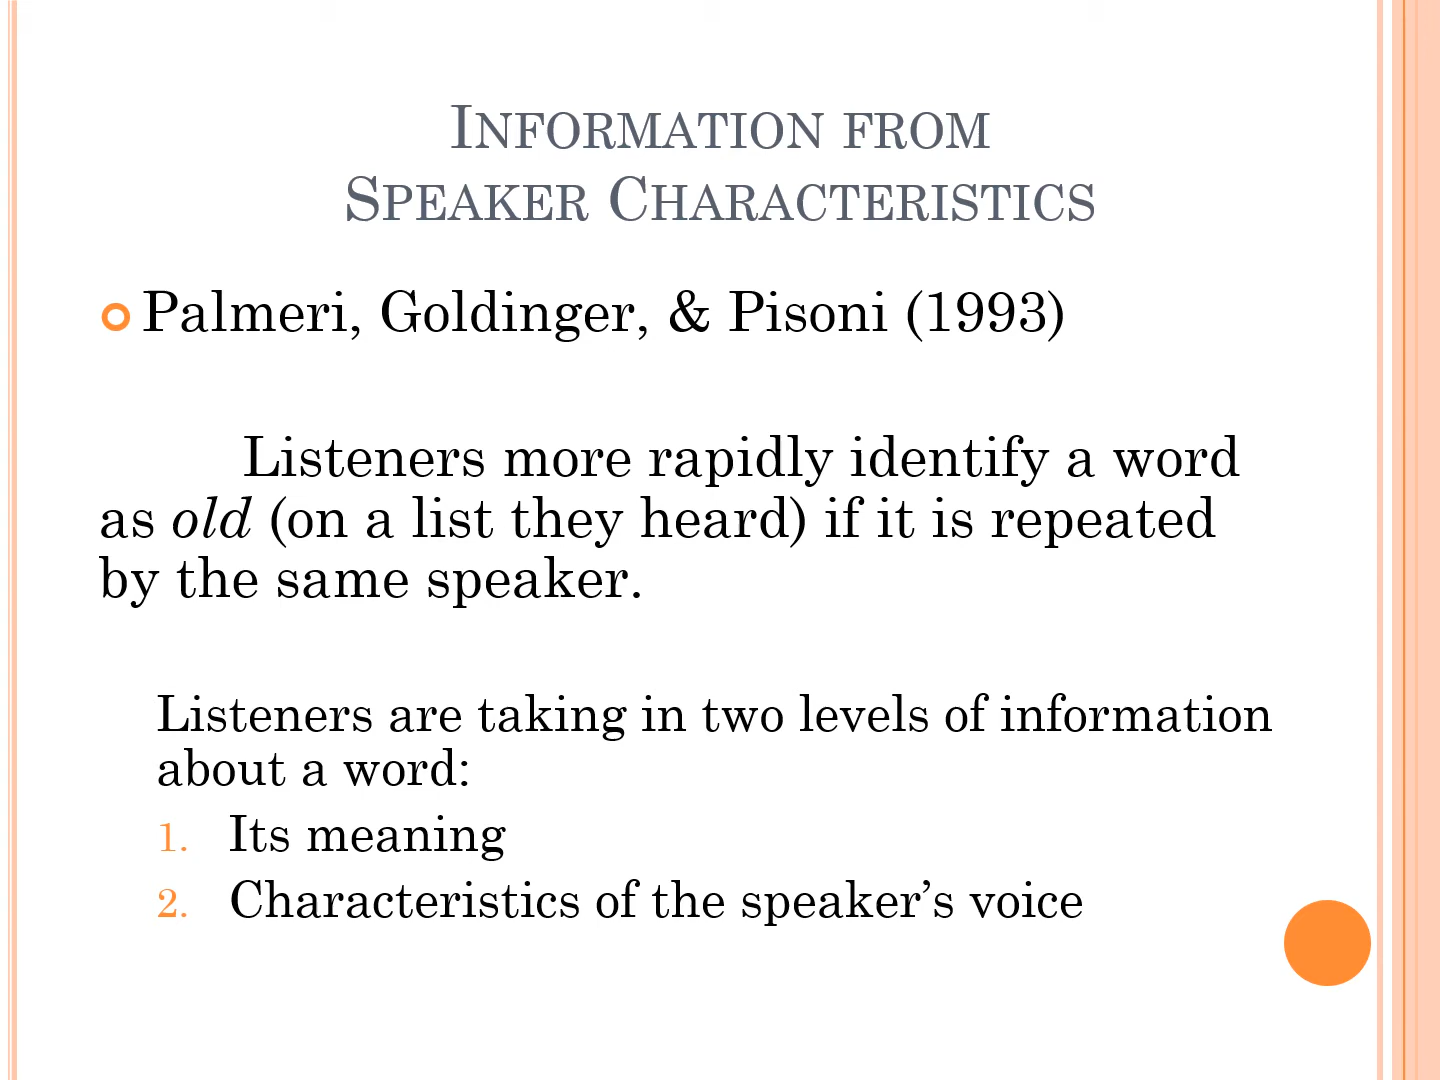 Information from
Speaker Characteristics
Palmeri, Goldinger, & Pisoni (1993)
Listeners more rapidly identify a word
as old (on a list they heard) if it is repeated
by the same speaker.
Listeners are taking in two levels of information
about a word:
1. Its meaning
2. Characteristics of the speaker’s voice